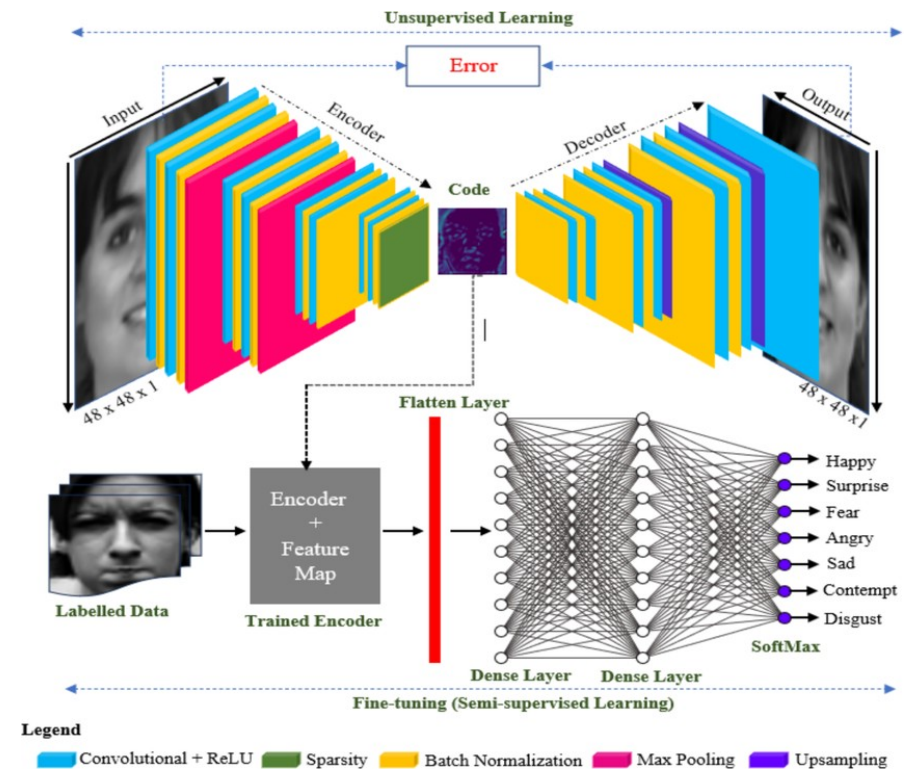 Unsupervised Learning
Error
Input
Encoder
Code
Decoder
Output
48 x 48 x 1
48 x 48 x1
Flatten Layer
Encoder
+
Feature
Map
Labelled Data
Trained Encoder
Dense Layer
Dense Layer
SoftMax
Happy
Surprise
Fear
Angry
Sad
Contempt
Disgust
Fine-tuning (Semi-supervised Learning)
Legend
Convolutional + ReLU
Sparsity
Batch Normalization
Max Pooling
Upsampling